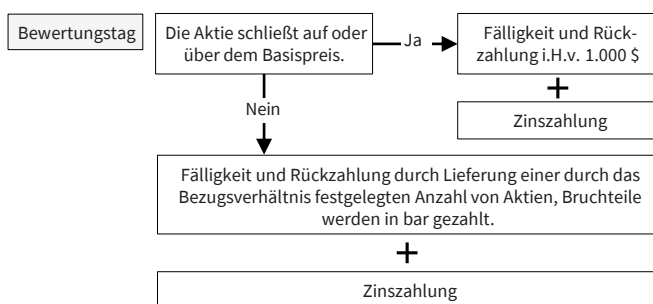 Bewertungstag
Die Aktie schließt auf oder
über dem Basispreis.
Ja
Fälligkeit und Rück-
zahlung i.H.v. 1.000 $
+
Zinszahlung
Nein
Fälligkeit und Rückzahlung durch Lieferung einer durch das
Bezugsverhältnis festgelegten Anzahl von Aktien, Bruchteile
werden in bar gezahlt.
+
Zinszahlung